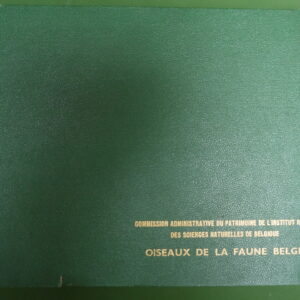 COMMISSION ADMINISTRATIVE DU PATRIMOINE DE L'INSTITUT
DES SCIENCES NATURELLES DE BELGIQUE
OISEAUX DE LA FAUNE BELG